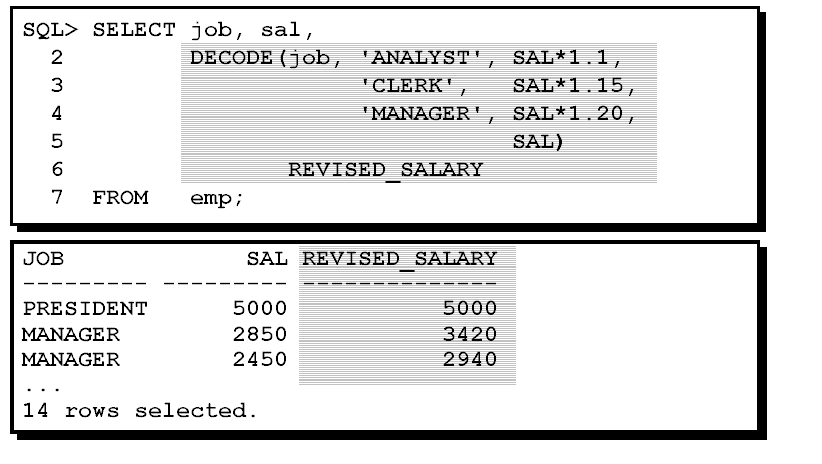 SQL> SELECT job, sal,
2 DECODE(job, 'ANALYST', SAL*1.1,
3 'CLERK', SAL*1.15,
4 'MANAGER', SAL*1.20,
5 SAL)
6 REVISED_SALARY
7 FROM emp;
JOB SAL REVISED_SALARY
--------- --------- --------------
PRESIDENT 5000 5000
MANAGER 2850 3420
MANAGER 2450 2940
...
14 rows selected.